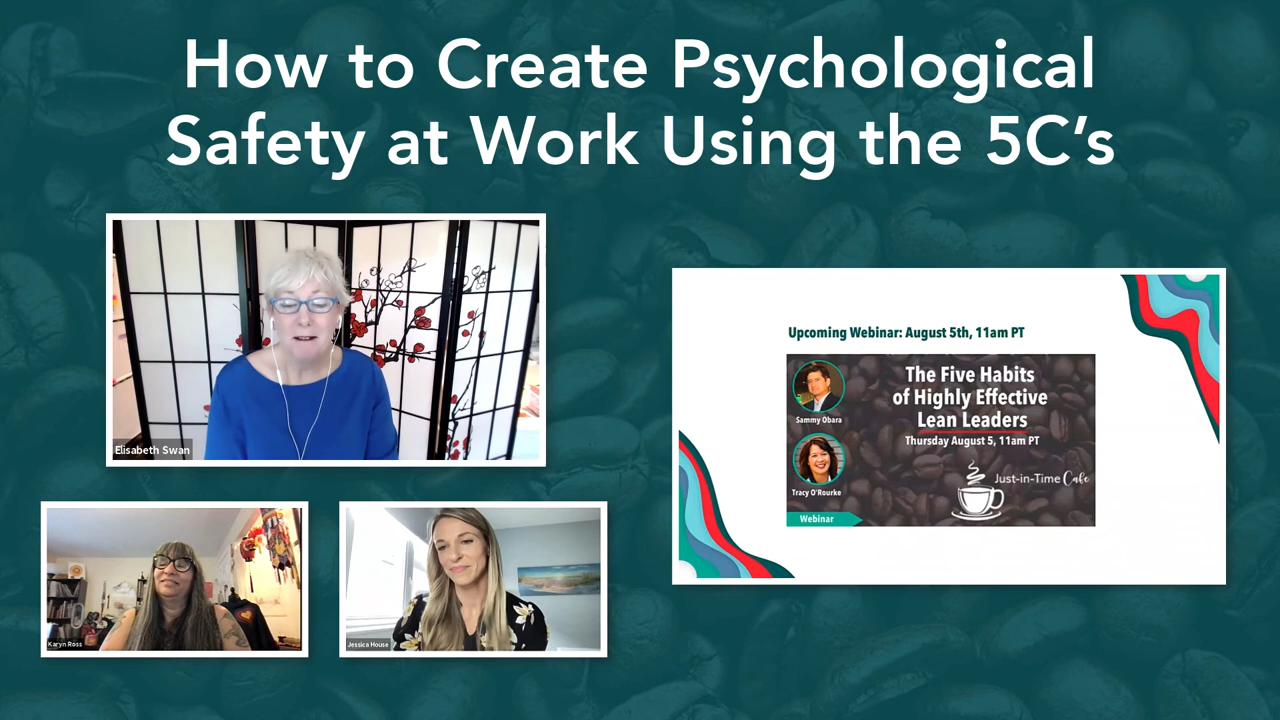 How to Create Psychological
Safety at Work Using the 5C's
Elisabeth Swan
Karyn Ross
Jessica House
Upcoming Webinar: August 5th, 11am PT
Sammy Obara
Tracy O'Rourke
Webinar
The Five Habits
of Highly Effective
Lean Leaders
Thursday August 5, 11am PT
Just-in-Time Cafe